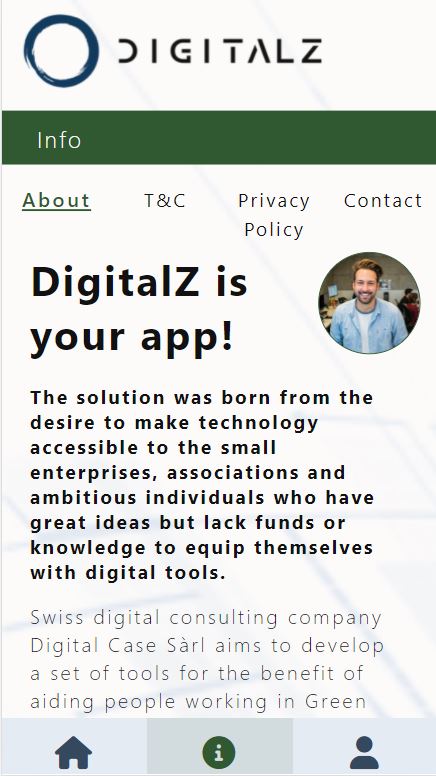 DIGITALZ
Info
About T&C Privacy Policy Contact
DigitalZ is
your app!
The solution was born from the
desire to make technology
accessible to the small
enterprises, associations and
ambitious individuals who have
great ideas but lack funds or
knowledge to equip themselves
with digital tools.
Swiss digital consulting company
Digital Case Sàrl aims to develop
a set of tools for the benefit of
aiding people working in Green